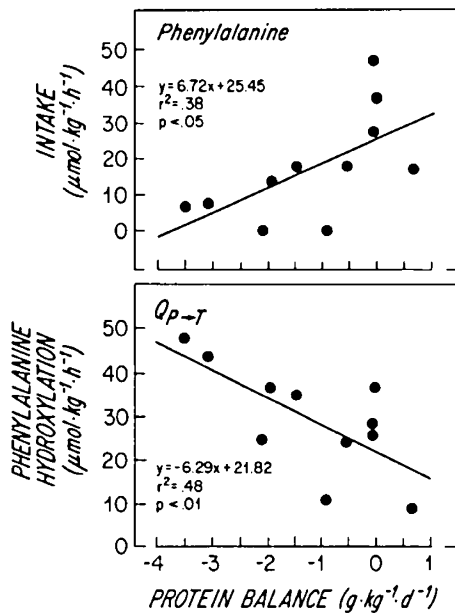 Phenylalanine
y=6.72x+25.45
r²=.38
p<.05
50
40
30
20
10
0
INTAKE
(μmol·kg⁻¹·h⁻¹)
Qp→T
50
40
30
20
10
0
PHENYLALANINE
HYDROXYLATION
(μmol·kg⁻¹·h⁻¹)
y=-6.29x+21.82
r²=.48
p<.01
-4 -3 -2 -1 0 1
PROTEIN BALANCE (g·kg⁻¹·d⁻¹)